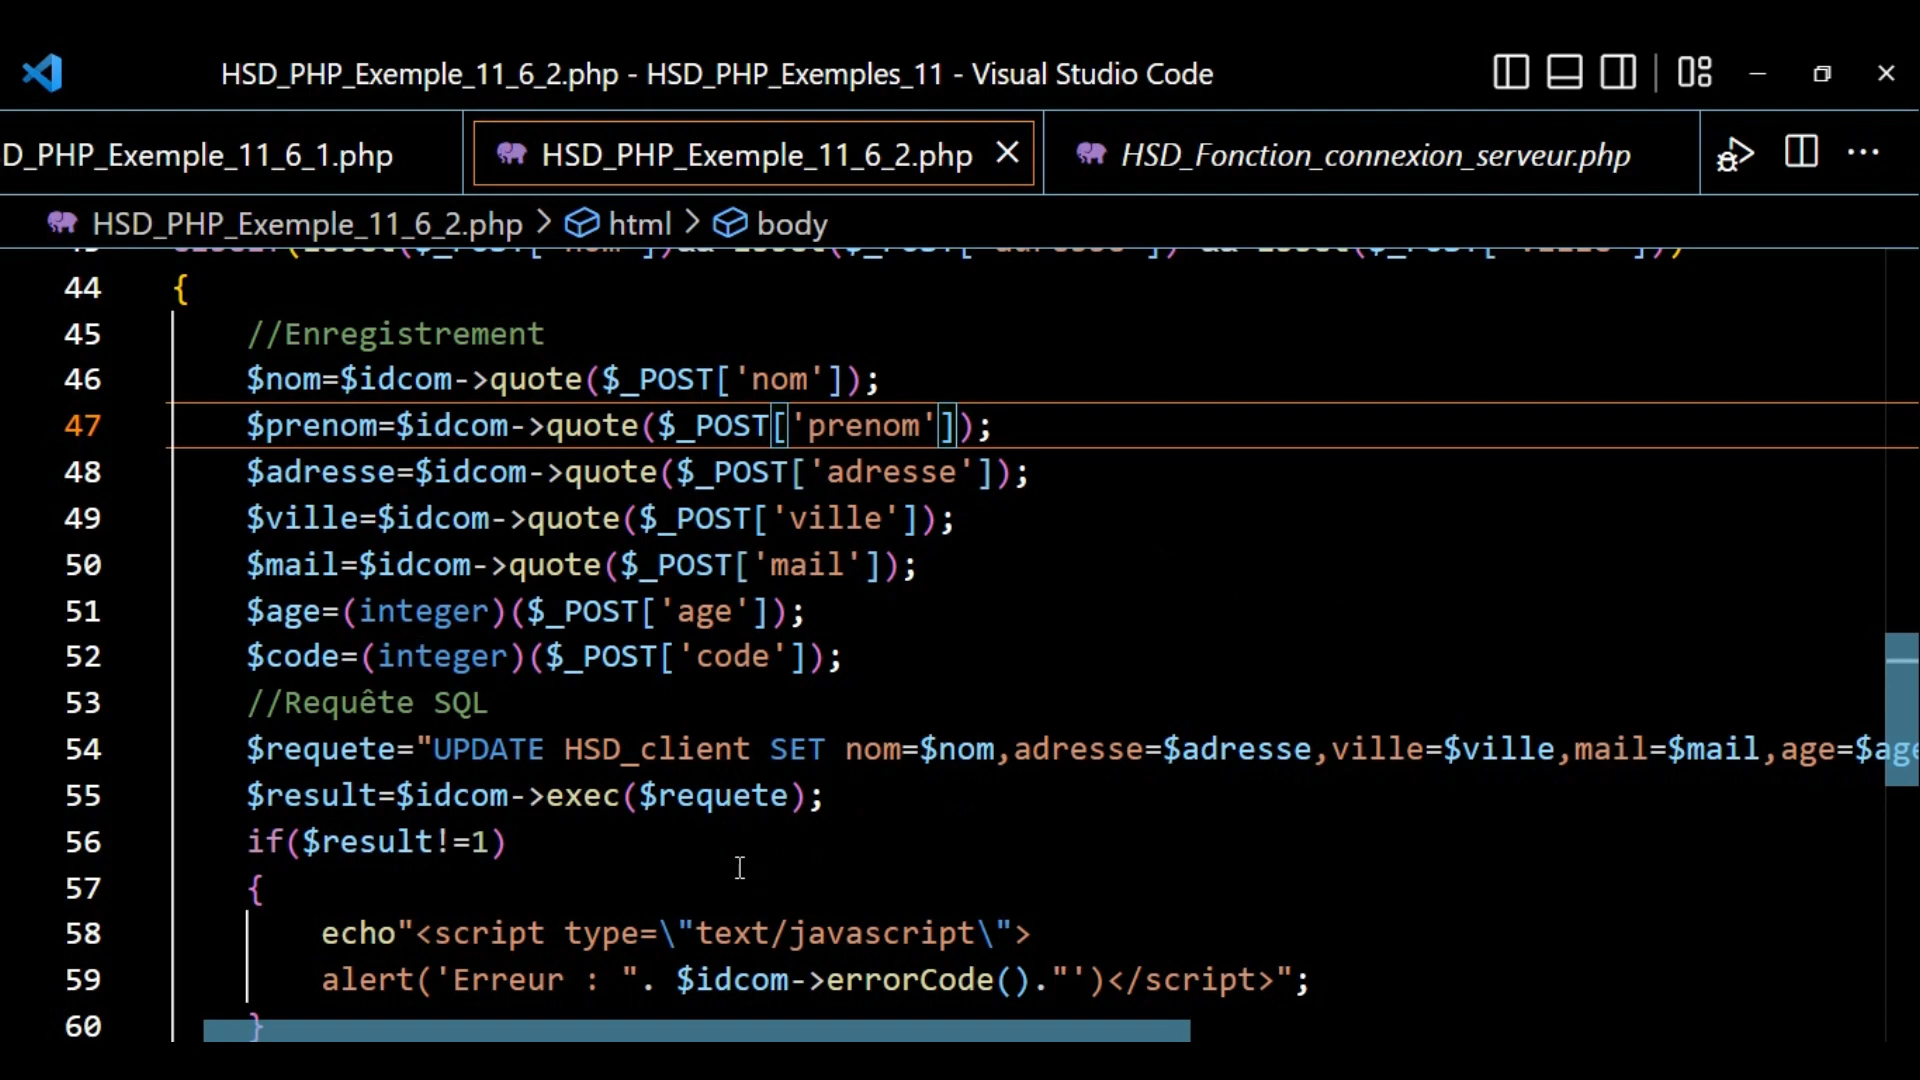 HSD_PHP_Exemple_11_6_2.php - HSD_PHP_Exemples_11 - Visual Studio Code
D_PHP_Exemple_11_6_1.php
HSD_PHP_Exemple_11_6_2.php
HSD_Fonction_connexion_serveur.php
HSD_PHP_Exemple_11_6_2.php > html > body
44 {
45 //Enregistrement
46 $nom=$idcom->quote($_POST['nom']);
47 $prenom=$idcom->quote($_POST['prenom']);
48 $adresse=$idcom->quote($_POST['adresse']);
49 $ville=$idcom->quote($_POST['ville']);
50 $mail=$idcom->quote($_POST['mail']);
51 $age=(integer)($_POST['age']);
52 $code=(integer)($_POST['code']);
53 //Requête SQL
54 $requete="UPDATE HSD_client SET nom=$nom,adresse=$adresse,ville=$ville,mail=$mail,age=$age
55 $result=$idcom->exec($requete);
56 if($result!=1)
57 {
58 echo"<script type=\"text/javascript\">
59 alert('Erreur : ". $idcom->errorCode()."')</script>";
60 }